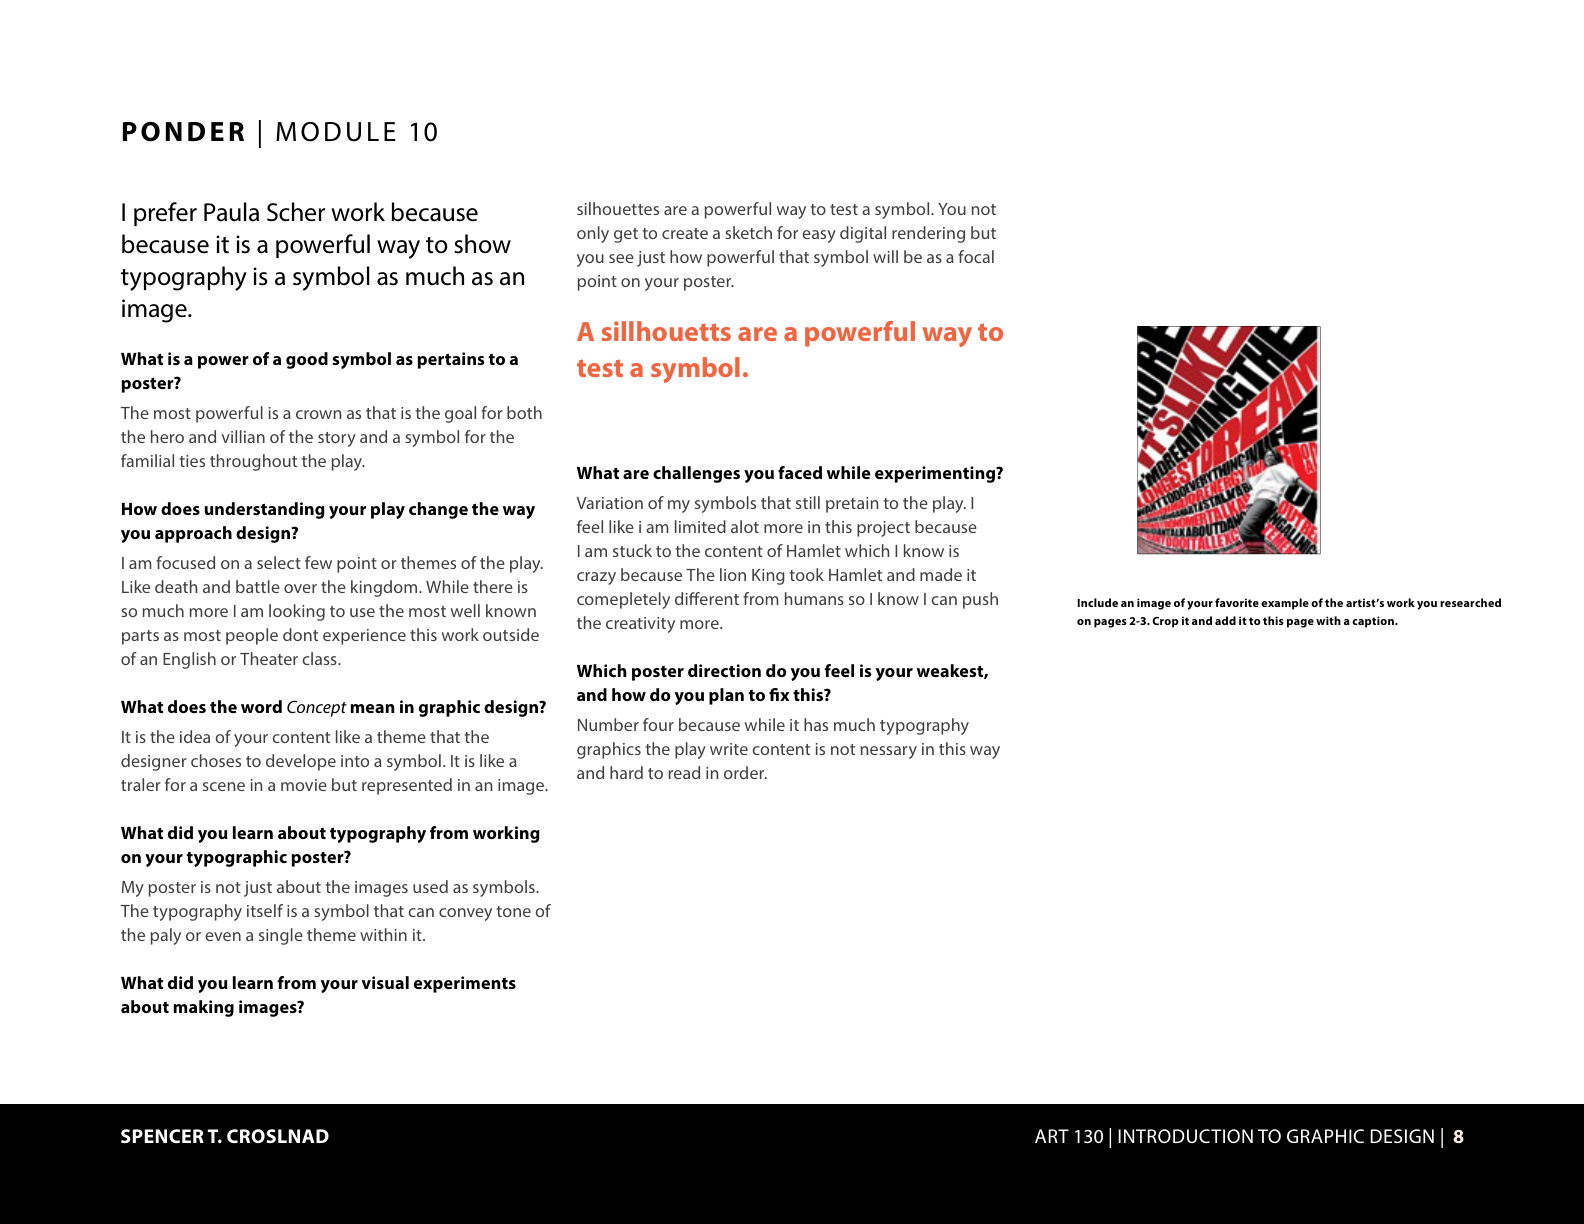 PONDER | MODULE 10
I prefer Paula Scher work because
because it is a powerful way to show
typography is a symbol as much as an
image.
What is a power of a good symbol as pertains to a
poster?
The most powerful is a crown as that is the goal for both
the hero and villian of the story and a symbol for the
familial ties throughout the play.
How does understanding your play change the way
you approach design?
I am focused on a select few point or themes of the play.
Like death and battle over the kingdom. While there is
so much more I am looking to use the most well known
parts as most people dont experience this work outside
of an English or Theater class.
What does the word Concept mean in graphic design?
It is the idea of your content like a theme that the
designer choses to develope into a symbol. It is like a
traler for a scene in a movie but represented in an image.
What did you learn about typography from working
on your typographic poster?
My poster is not just about the images used as symbols.
The typography itself is a symbol that can convey tone of
the paly or even a single theme within it.
What did you learn from your visual experiments
about making images?
silhouettes are a powerful way to test a symbol. You not
only get to create a sketch for easy digital rendering but
you see just how powerful that symbol will be as a focal
point on your poster.
A sillhouetts are a powerful way to
test a symbol.
What are challenges you faced while experimenting?
Variation of my symbols that still pretain to the play. I
feel like i am limited alot more in this project because
I am stuck to the content of Hamlet which I know is
crazy because The lion King took Hamlet and made it
comepletely different from humans so I know I can push
the creativity more.
Which poster direction do you feel is your weakest,
and how do you plan to fix this?
Number four because while it has much typography
graphics the play write content is not nessary in this way
and hard to read in order.
IT'S LIKE
I'M DREAMING THE
LONGEST DREAM
Include an image of your favorite example of the artist's work you researched
on pages 2-3. Crop it and add it to this page with a caption.
SPENCER T. CROSLNAD
ART 130 | INTRODUCTION TO GRAPHIC DESIGN | 8